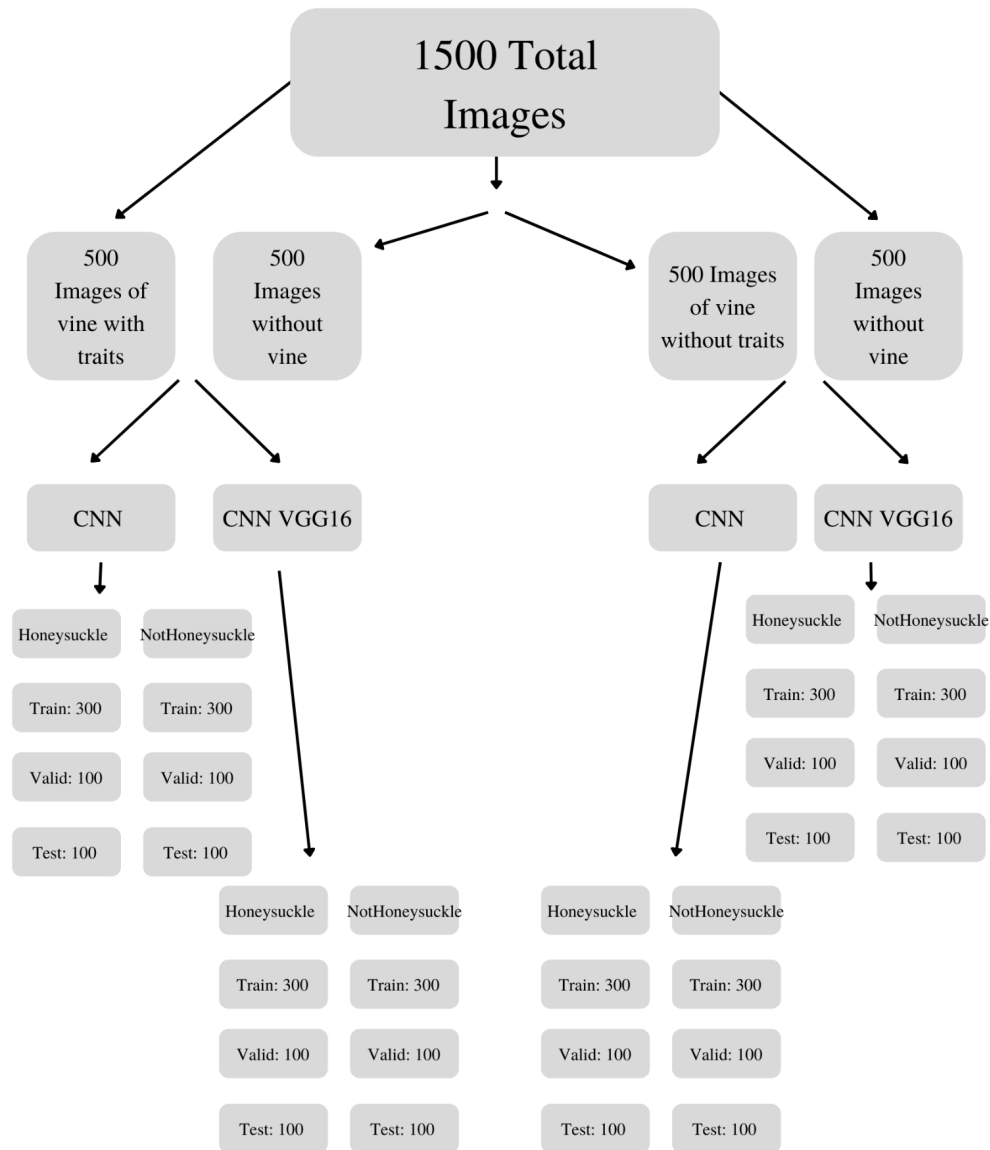 1500 Total
Images
500
Images of
vine with
traits
500
Images
without
vine
500 Images
of vine
without traits
500
Images
without
vine
CNN
CNN VGG16
CNN
CNN VGG16
Honeysuckle
NotHoneysuckle
Train: 300
Train: 300
Valid: 100
Valid: 100
Test: 100
Test: 100
Honeysuckle
NotHoneysuckle
Train: 300
Train: 300
Valid: 100
Valid: 100
Test: 100
Test: 100
Honeysuckle
NotHoneysuckle
Train: 300
Train: 300
Valid: 100
Valid: 100
Test: 100
Test: 100
Honeysuckle
NotHoneysuckle
Train: 300
Train: 300
Valid: 100
Valid: 100
Test: 100
Test: 100